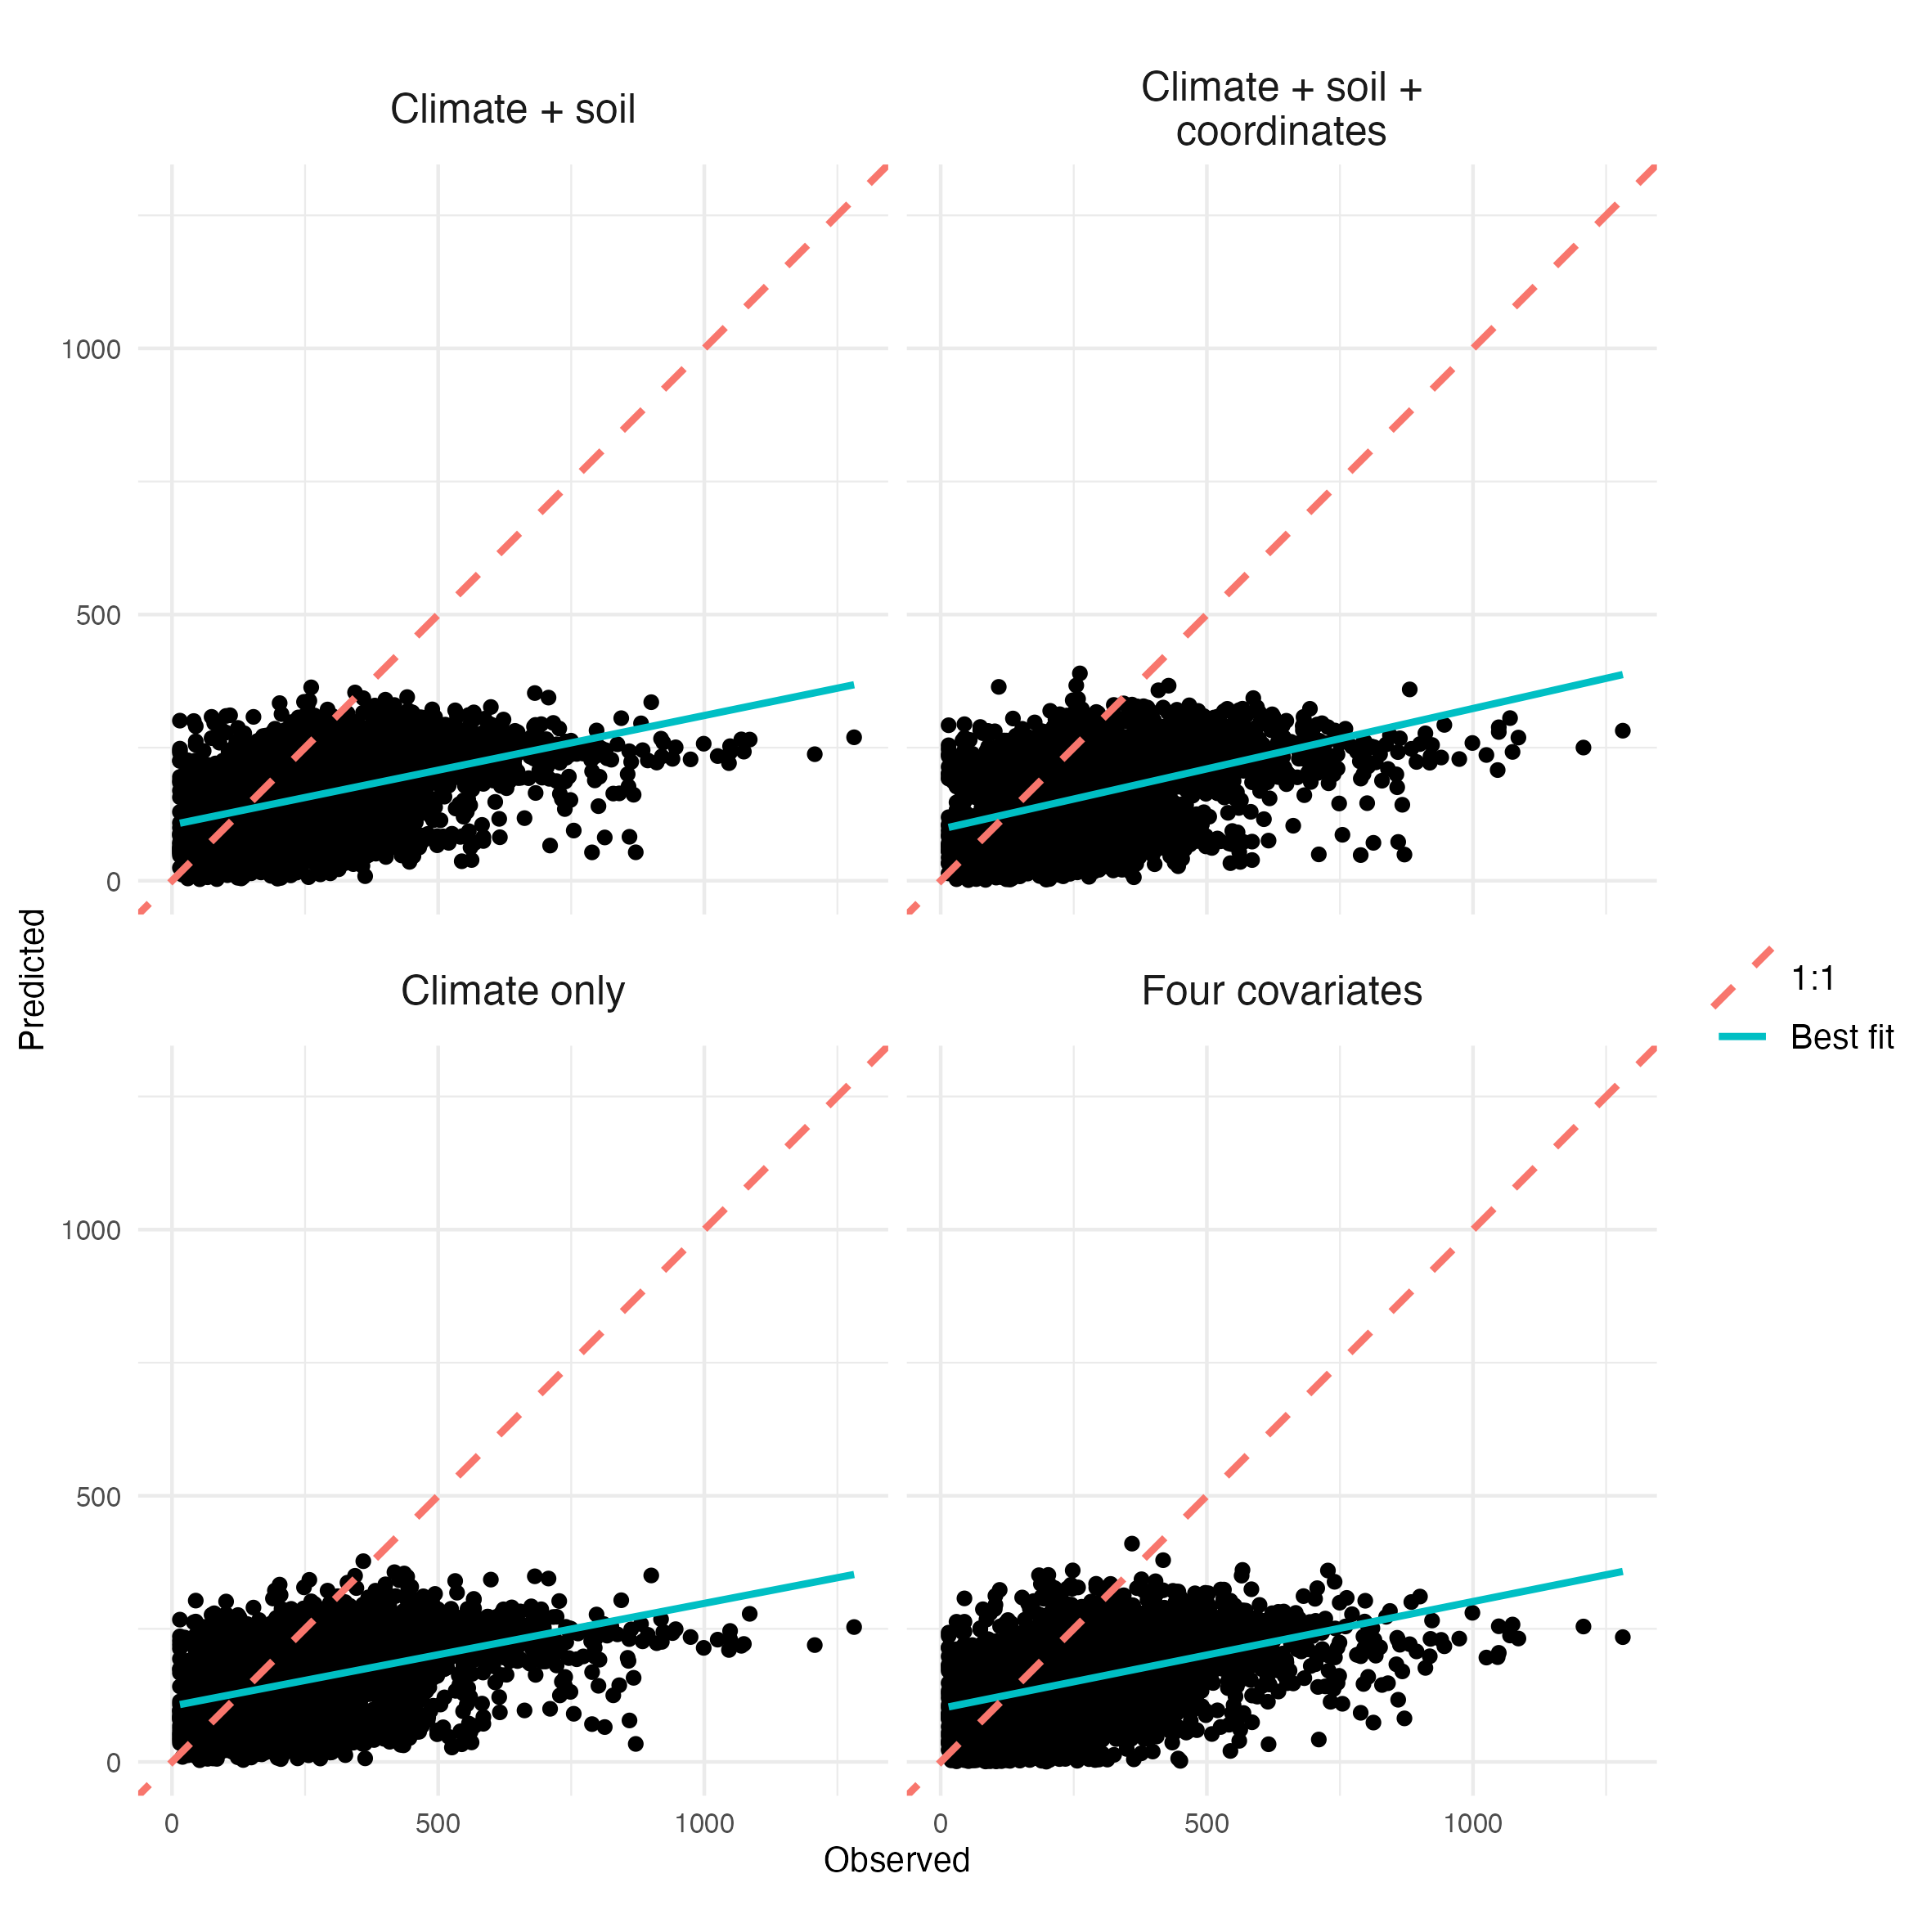 Climate + soil
Climate + soil +
coordinates
1000
500
0
Climate only
Four covariates
1000
500
0
0
500
1000
0
500
1000
Observed
Predicted
1:1
Best fit